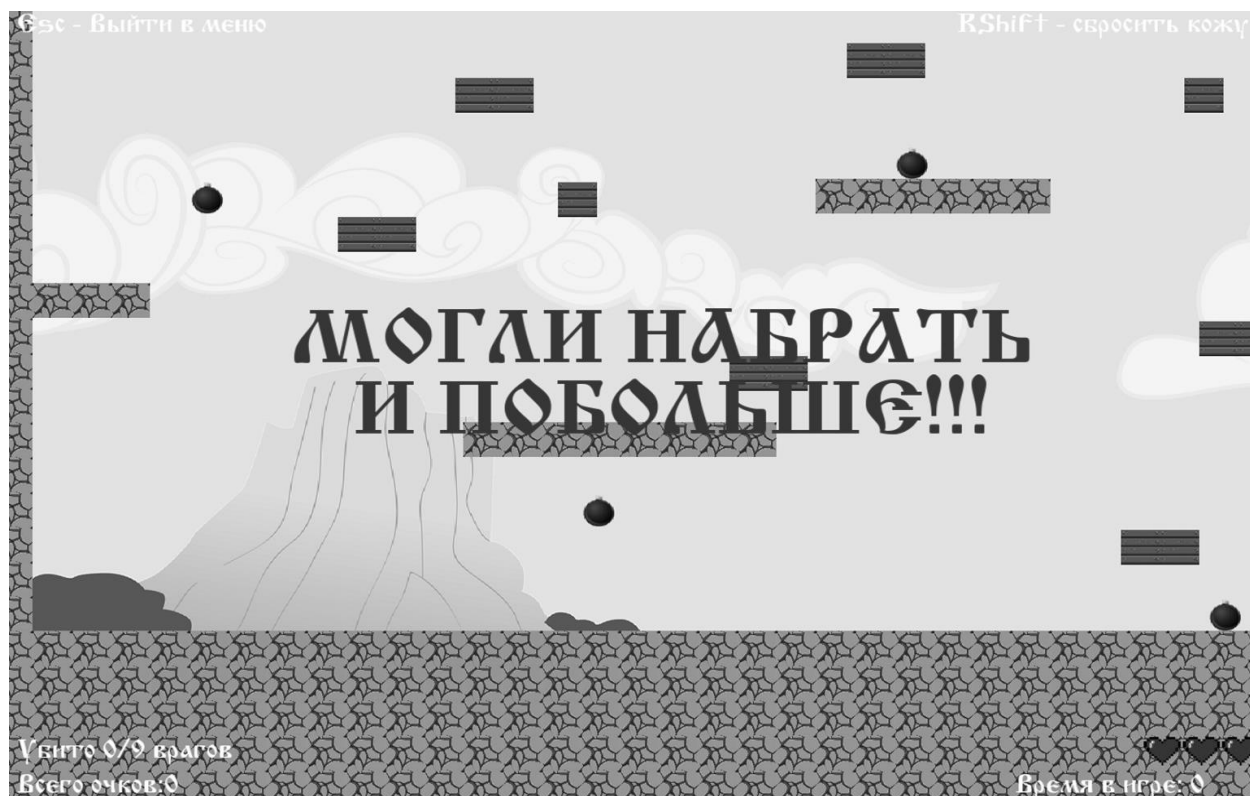 Esc - Выйти в меню
RShift - сбросить кожу
МОГЛИ НАБРАТЬ
И ПОБОЛЬШЕ!!!
Убито 0/9 врагов
Всего очков:0
Время в игре: 0